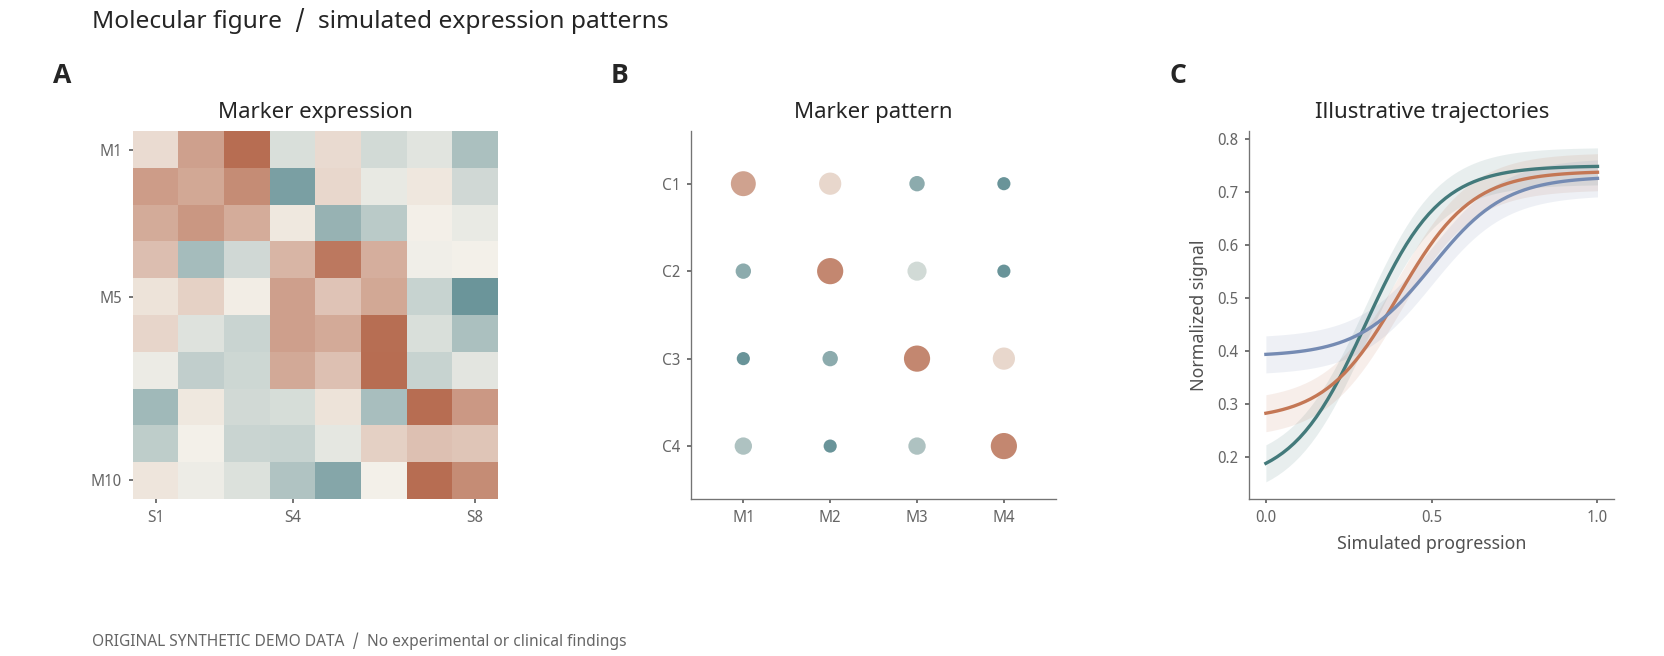 Molecular figure / simulated expression patterns
A
Marker expression
M1
M5
M10
S1 S4 S8
B
Marker pattern
C1
C2
C3
C4
M1 M2 M3 M4
C
Illustrative trajectories
Normalized signal
0.8
0.7
0.6
0.5
0.4
0.3
0.2
0.0 0.5 1.0
Simulated progression
ORIGINAL SYNTHETIC DEMO DATA / No experimental or clinical findings